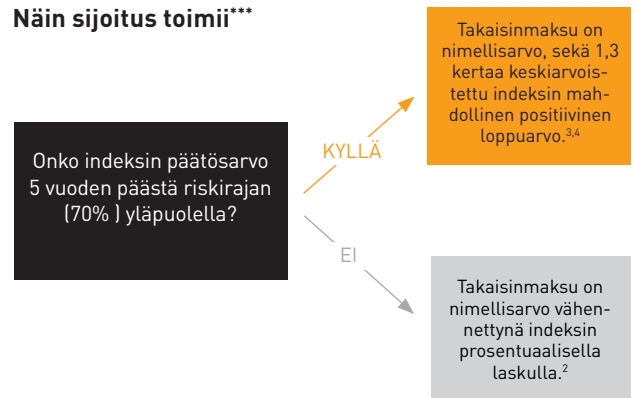 Näin sijoitus toimii***
Takaisinmaksu on
nimellisarvo, sekä 1,3
kertaa keskiarvois-
tettu indeksin mah-
dollinen positiivinen
loppuarvo.3,4
KYLLÄ
Onko indeksin päätösarvo
5 vuoden päästä riskirajan
(70% ) yläpuolella?
EI
Takaisinmaksu on
nimellisarvo vähen-
nettynä indeksin
prosentuaalisella
laskulla.2